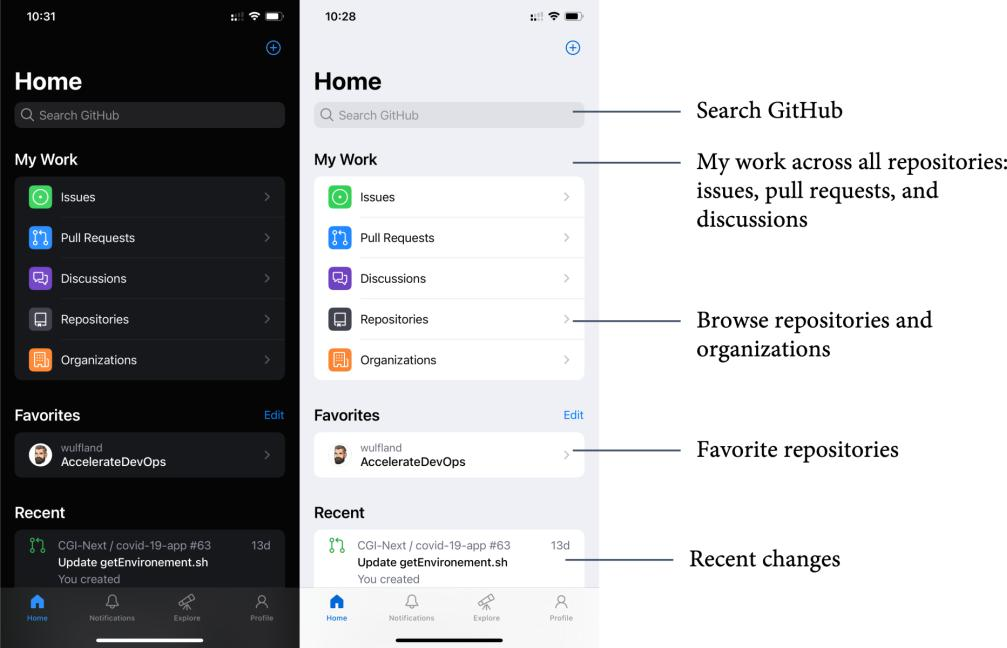 10:31
Home
Search GitHub
My Work
Issues
Pull Requests
Discussions
Repositories
Organizations
Favorites Edit
wulfland
AccelerateDevOps
Recent
CGI-Next / covid-19-app #63 13d
Update getEnvironement.sh
You created
Home Notifications Explore Profile
10:28
Home
Search GitHub
My Work
Issues
Pull Requests
Discussions
Repositories
Organizations
Favorites Edit
wulfland
AccelerateDevOps
Recent
CGI-Next / covid-19-app #63 13d
Update getEnvironement.sh
You created
Home Notifications Explore Profile
Search GitHub
My work across all repositories:
issues, pull requests, and
discussions
Browse repositories and
organizations
Favorite repositories
Recent changes